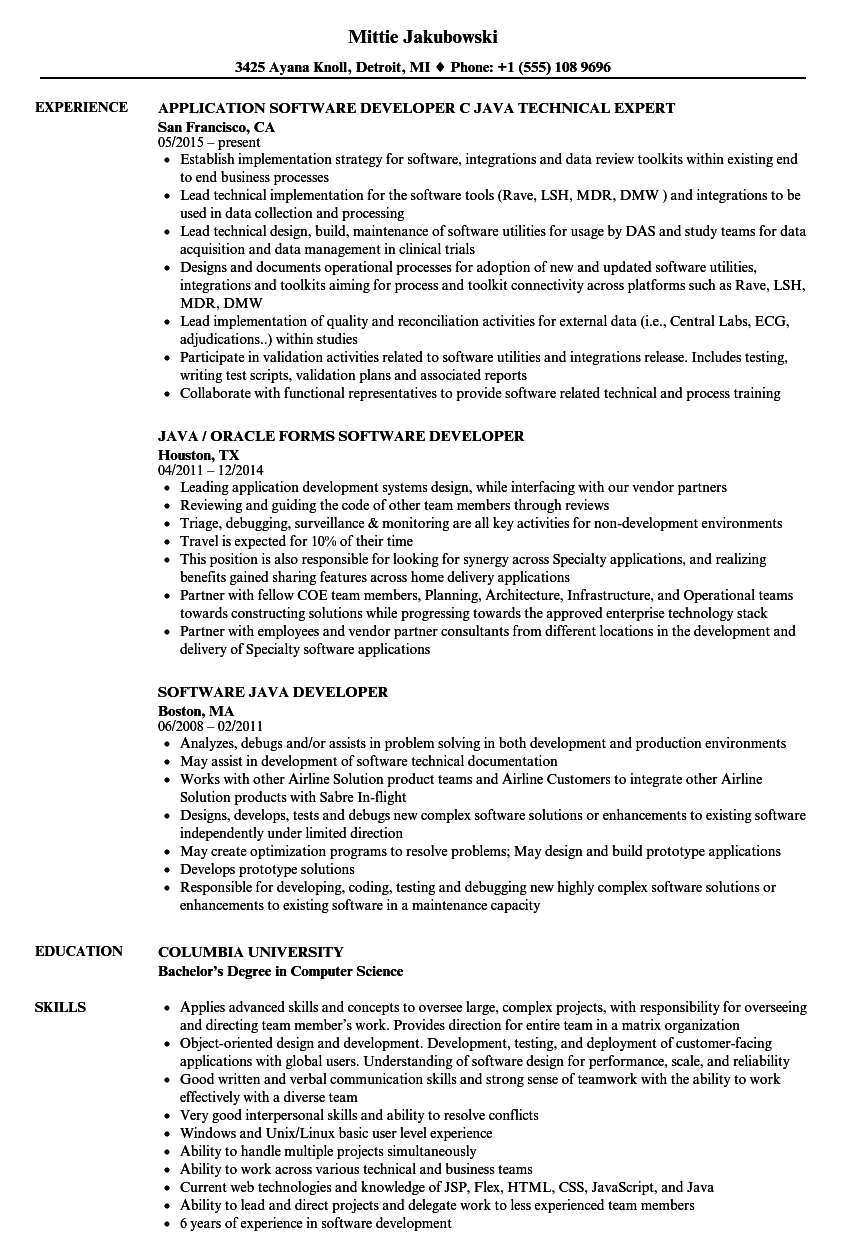 Mittie Jakubowski
3425 Ayana Knoll, Detroit, MI ♦ Phone: +1 (555) 108 9696
EXPERIENCE
APPLICATION SOFTWARE DEVELOPER C JAVA TECHNICAL EXPERT
San Francisco, CA
05/2015 – present
• Establish implementation strategy for software, integrations and data review toolkits within existing end
to end business processes
• Lead technical implementation for the software tools (Rave, LSH, MDR, DMW ) and integrations to be
used in data collection and processing
• Lead technical design, build, maintenance of software utilities for usage by DAS and study teams for data
acquisition and data management in clinical trials
• Designs and documents operational processes for adoption of new and updated software utilities,
integrations and toolkits aiming for process and toolkit connectivity across platforms such as Rave, LSH,
MDR, DMW
• Lead implementation of quality and reconciliation activities for external data (i.e., Central Labs, ECG,
adjudications..) within studies
• Participate in validation activities related to software utilities and integrations release. Includes testing,
writing test scripts, validation plans and associated reports
• Collaborate with functional representatives to provide software related technical and process training
JAVA / ORACLE FORMS SOFTWARE DEVELOPER
Houston, TX
04/2011 – 12/2014
• Leading application development systems design, while interfacing with our vendor partners
• Reviewing and guiding the code of other team members through reviews
• Triage, debugging, surveillance & monitoring are all key activities for non-development environments
• Travel is expected for 10% of their time
• This position is also responsible for looking for synergy across Specialty applications, and realizing
benefits gained sharing features across home delivery applications
• Partner with fellow COE team members, Planning, Architecture, Infrastructure, and Operational teams
towards constructing solutions while progressing towards the approved enterprise technology stack
• Partner with employees and vendor partner consultants from different locations in the development and
delivery of Specialty software applications
SOFTWARE JAVA DEVELOPER
Boston, MA
06/2008 – 02/2011
• Analyzes, debugs and/or assists in problem solving in both development and production environments
• May assist in development of software technical documentation
• Works with other Airline Solution product teams and Airline Customers to integrate other Airline
Solution products with Sabre In-flight
• Designs, develops, tests and debugs new complex software solutions or enhancements to existing software
independently under limited direction
• May create optimization programs to resolve problems; May design and build prototype applications
• Develops prototype solutions
• Responsible for developing, coding, testing and debugging new highly complex software solutions or
enhancements to existing software in a maintenance capacity
EDUCATION
COLUMBIA UNIVERSITY
Bachelor's Degree in Computer Science
SKILLS
• Applies advanced skills and concepts to oversee large, complex projects, with responsibility for overseeing
and directing team member's work. Provides direction for entire team in a matrix organization
• Object-oriented design and development. Development, testing, and deployment of customer-facing
applications with global users. Understanding of software design for performance, scale, and reliability
• Good written and verbal communication skills and strong sense of teamwork with the ability to work
effectively with a diverse team
• Very good interpersonal skills and ability to resolve conflicts
• Windows and Unix/Linux basic user level experience
• Ability to handle multiple projects simultaneously
• Ability to work across various technical and business teams
• Current web technologies and knowledge of JSP, Flex, HTML, CSS, JavaScript, and Java
• Ability to lead and direct projects and delegate work to less experienced team members
• 6 years of experience in software development